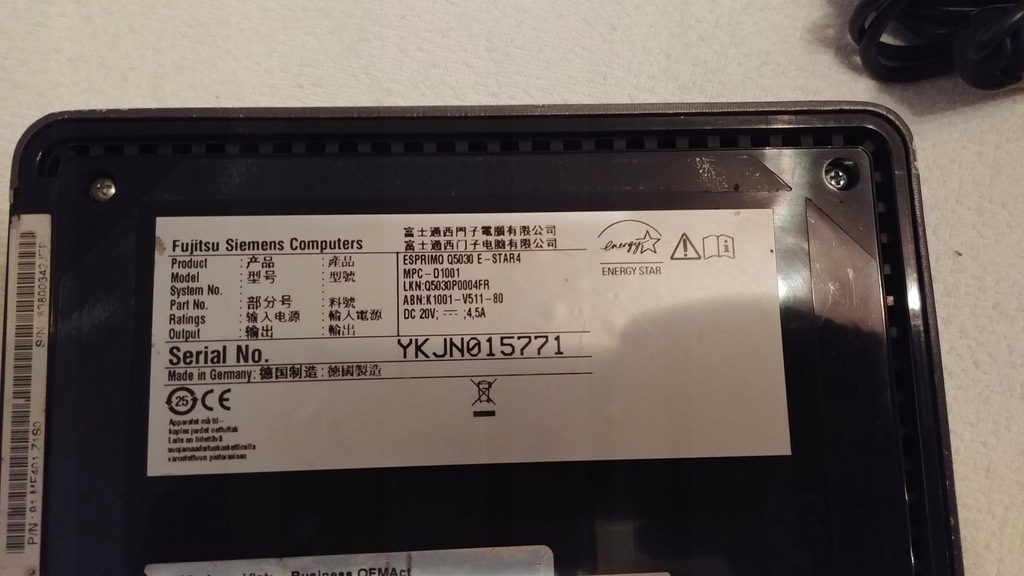 Fujitsu Siemens Computers
富士通西門子電腦有限公司
富士通西门子电脑有限公司
Product : 产品 : 產品 ESPRIMO Q5030 E-STAR4
Model : 型号 : 型號 MPC-D1001
System No. : : LKN:Q5030P0004FR
Part No. : 部分号 : 料號 ABN:K1001-V511-80
Ratings : 输入电源 : 輸入電源 DC 20V; ;4,5A
Output : 输出 : 輸出
Serial No. YKJN015771
Made in Germany: 德国制造: 德國製造
energy
ENERGY STAR
25 CE
Apparatet må til-
koples jordet nettuttak
Laite on liitettävä
suojamaadoituskoskettimilla
varustettuun pistorasiaan
S/N:
P/N:
Business OEMAct